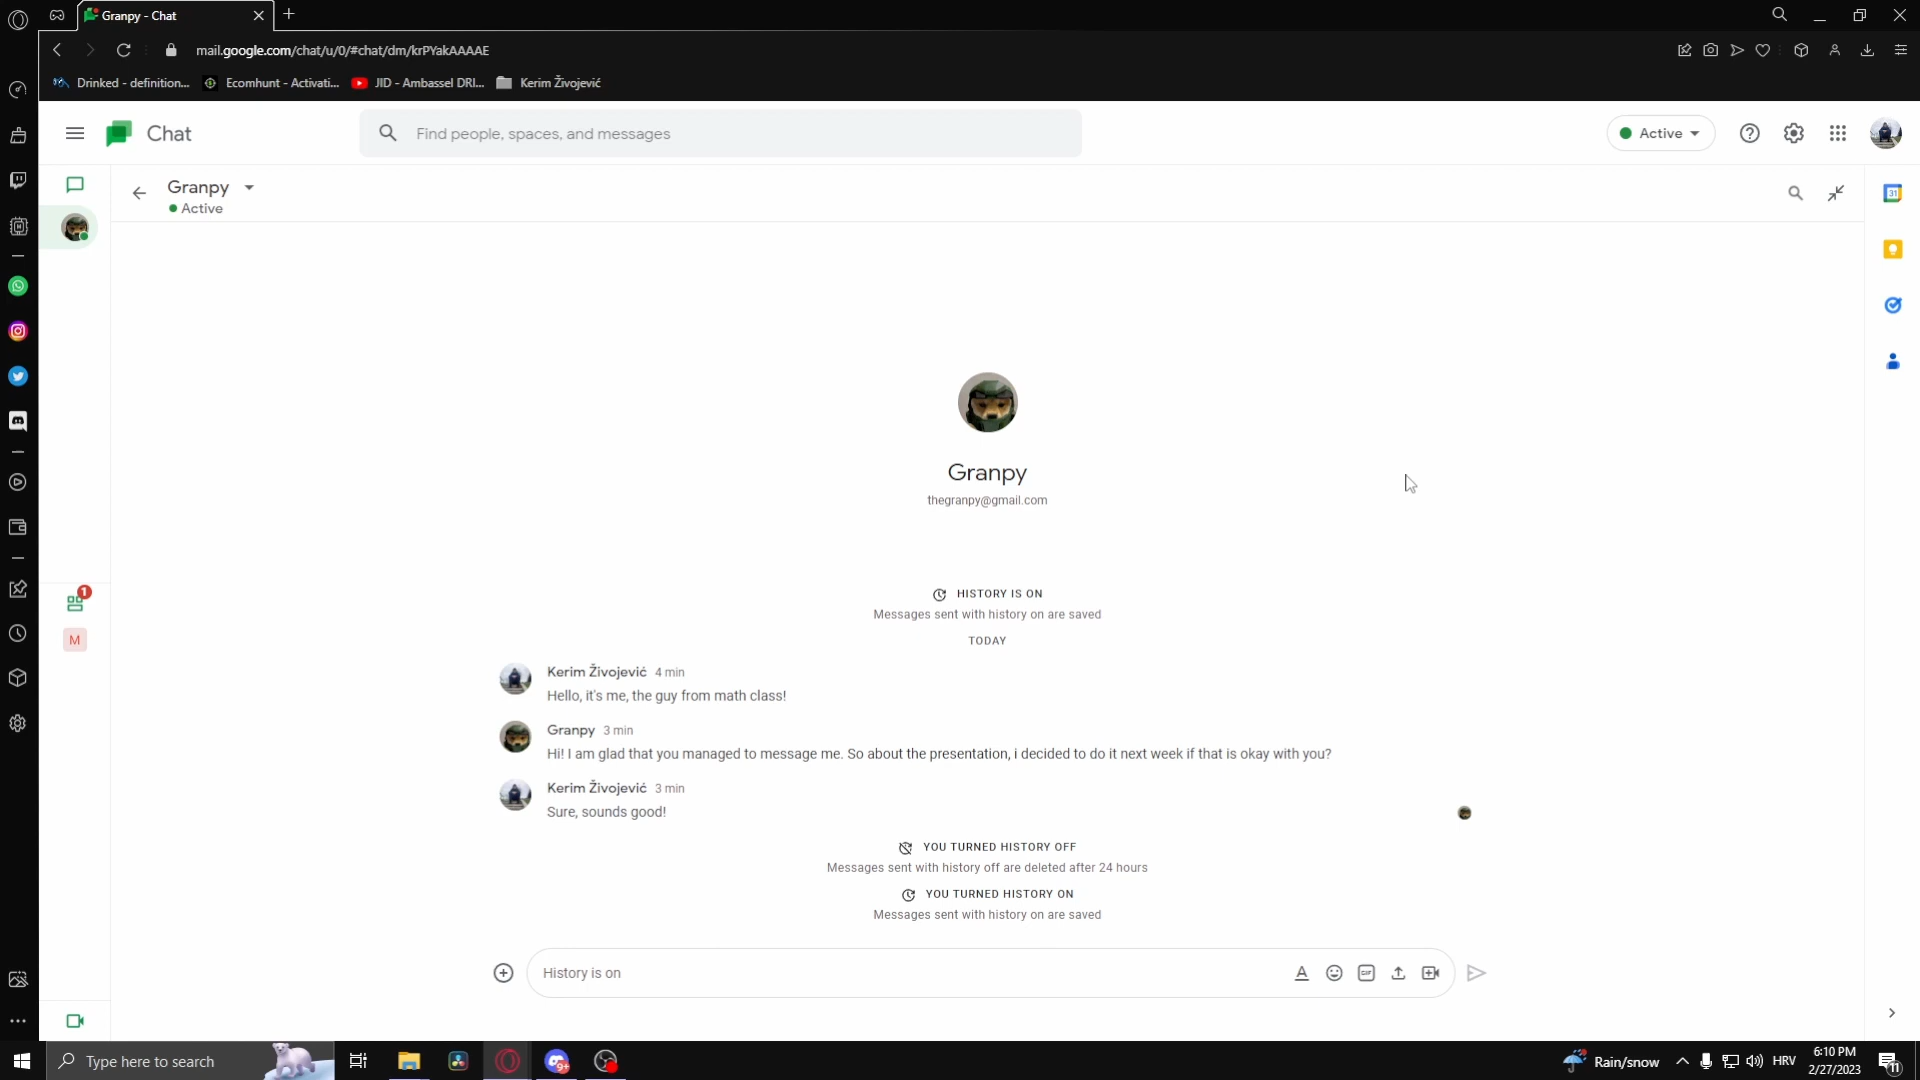 Granpy - Chat
mail.google.com/chat/u/0/#chat/dm/krPYakAAAAE
Drinked - definition...
Ecomhunt - Activati...
JID - Ambassel DRI...
Kerim Živojević
Chat
Find people, spaces, and messages
Active
Granpy
Active
31
Granpy
thegranpy@gmail.com
HISTORY IS ON
Messages sent with history on are saved
TODAY
1
M
Kerim Živojević 4 min
Hello, it's me, the guy from math class!
Granpy 3 min
Hi! I am glad that you managed to message me. So about the presentation, i decided to do it next week if that is okay with you?
Kerim Živojević 3 min
Sure, sounds good!
YOU TURNED HISTORY OFF
Messages sent with history off are deleted after 24 hours
YOU TURNED HISTORY ON
Messages sent with history on are saved
History is on
GIF
Type here to search
9+
Rain/snow
HRV
6:10 PM
2/27/2023
11